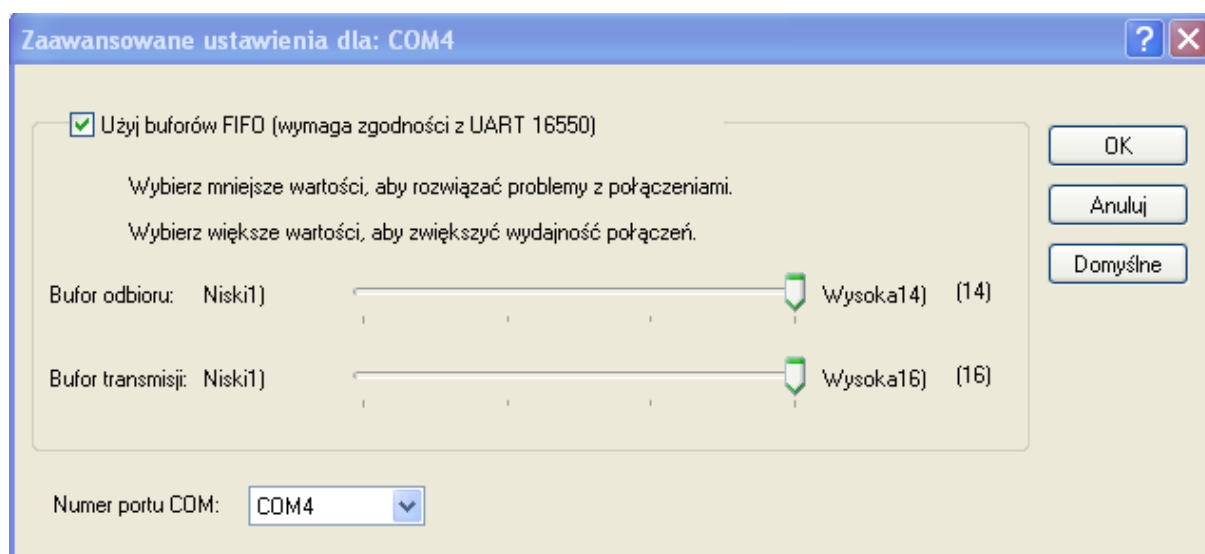 Zaawansowane ustawienia dla: COM4
Użyj buforów FIFO (wymaga zgodności z UART 16550)
OK
Wybierz mniejsze wartości, aby rozwiązać problemy z połączeniami.
Anuluj
Wybierz większe wartości, aby zwiększyć wydajność połączeń.
Domyślne
Bufor odbioru: Niski1) Wysoka14) (14)
Bufor transmisji: Niski1) Wysoka16) (16)
Numer portu COM: COM4